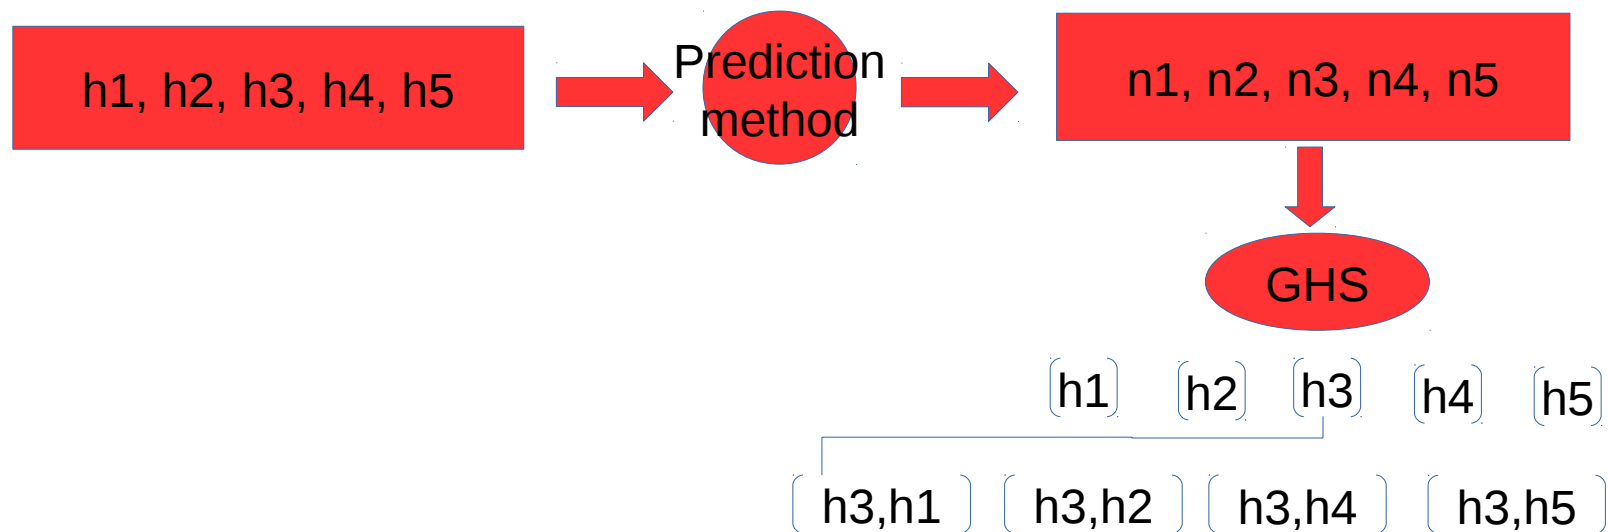 h1, h2, h3, h4, h5
Prediction
method
n1, n2, n3, n4, n5
GHS
h1 h2 h3 h4 h5
h3,h1 h3,h2 h3,h4 h3,h5